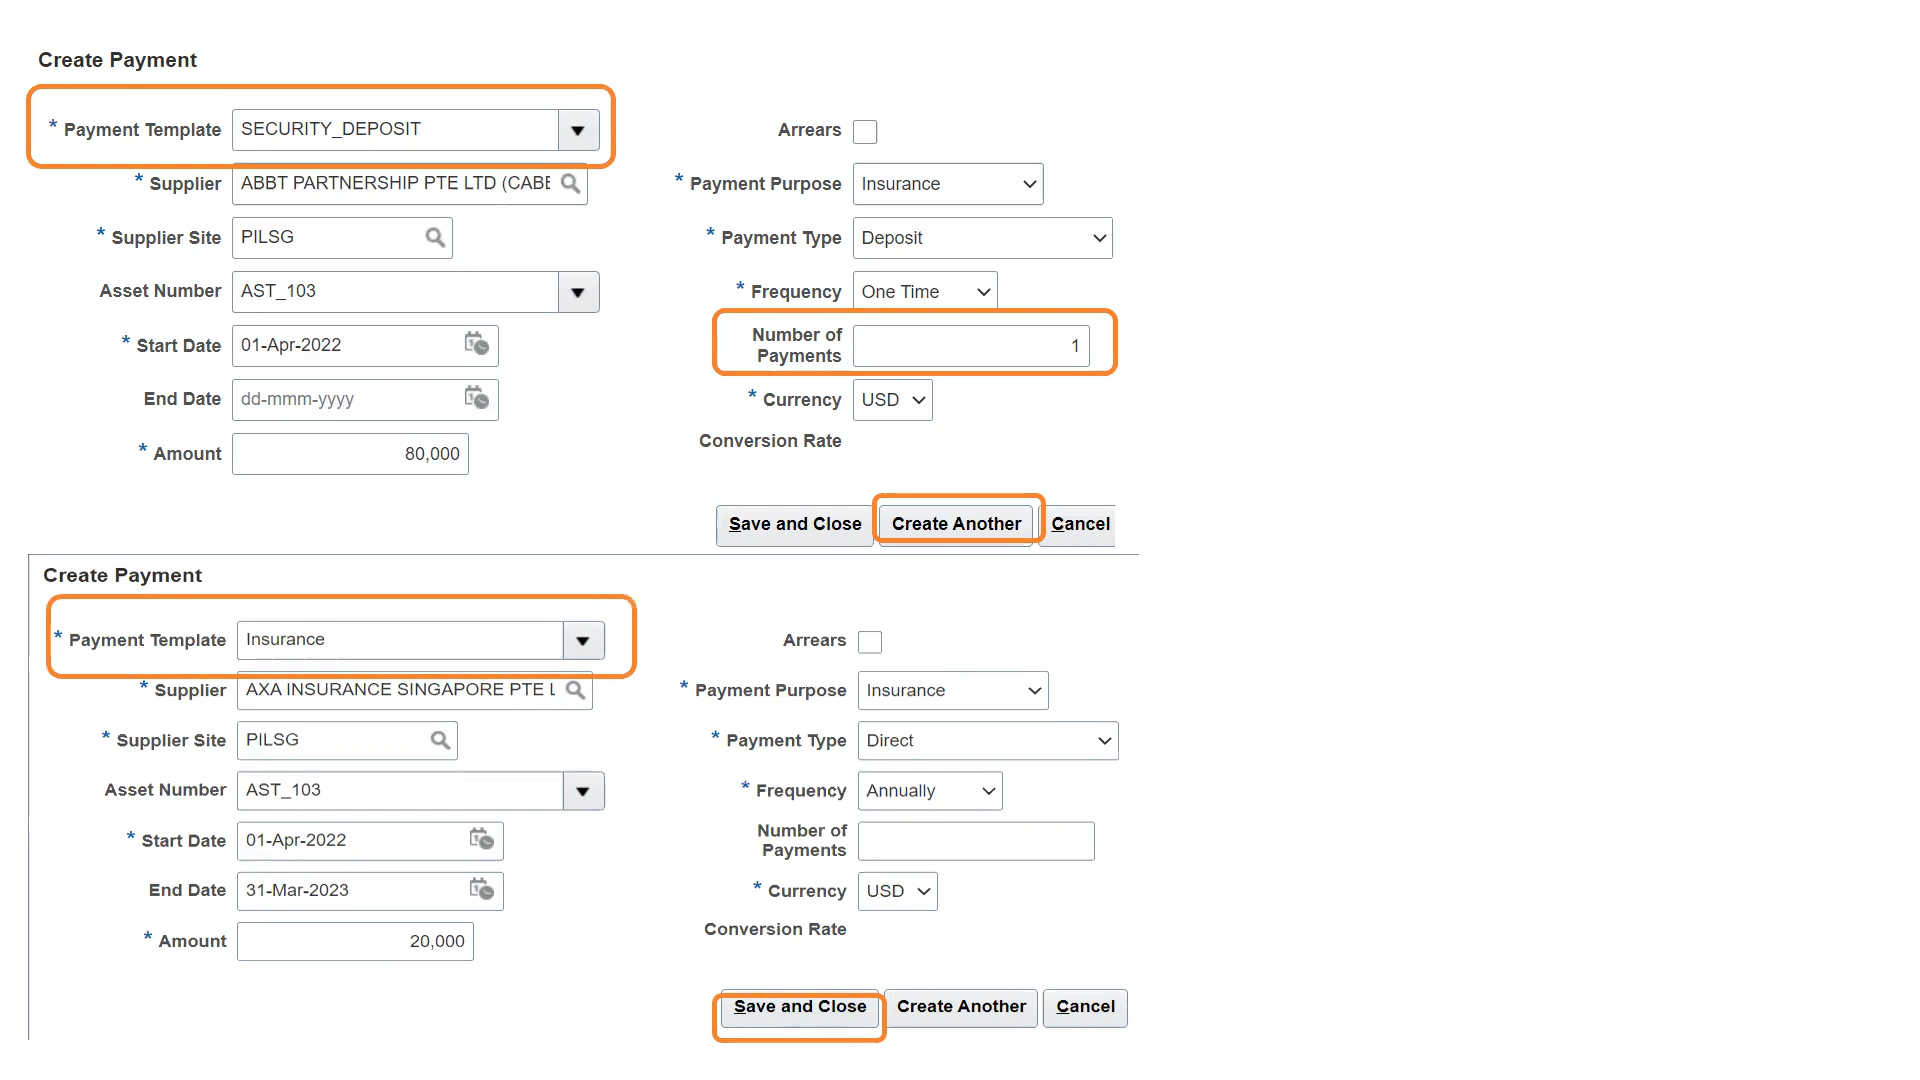 Create Payment
* Payment Template SECURITY_DEPOSIT Arrears
* Supplier ABBT PARTNERSHIP PTE LTD (CABE * Payment Purpose Insurance
* Supplier Site PILSG * Payment Type Deposit
Asset Number AST_103 * Frequency One Time
* Start Date 01-Apr-2022 Number of Payments 1
End Date dd-mmm-yyyy * Currency USD
* Amount 80,000 Conversion Rate
Save and Close Create Another Cancel
Create Payment
* Payment Template Insurance Arrears
* Supplier AXA INSURANCE SINGAPORE PTE L * Payment Purpose Insurance
* Supplier Site PILSG * Payment Type Direct
Asset Number AST_103 * Frequency Annually
* Start Date 01-Apr-2022 Number of Payments
End Date 31-Mar-2023 * Currency USD
* Amount 20,000 Conversion Rate
Save and Close Create Another Cancel